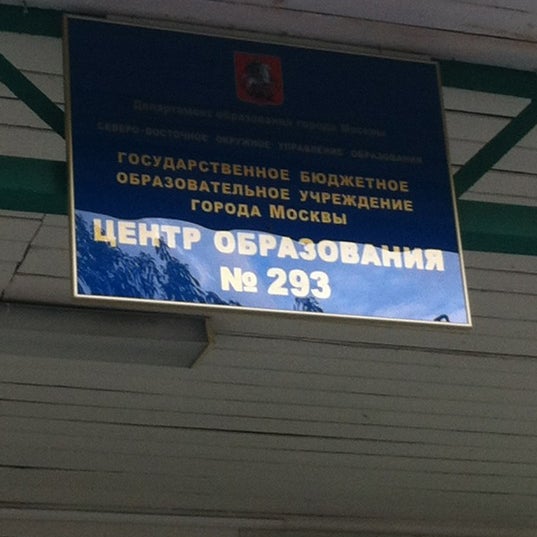 Департамент образования города Москвы
СЕВЕРО-ВОСТОЧНОЕ ОКРУЖНОЕ УПРАВЛЕНИЕ ОБРАЗОВАНИЯ
ГОСУДАРСТВЕННОЕ БЮДЖЕТНОЕ
ОБРАЗОВАТЕЛЬНОЕ УЧРЕЖДЕНИЕ
ГОРОДА МОСКВЫ
ЦЕНТР ОБРАЗОВАНИЯ
№ 293